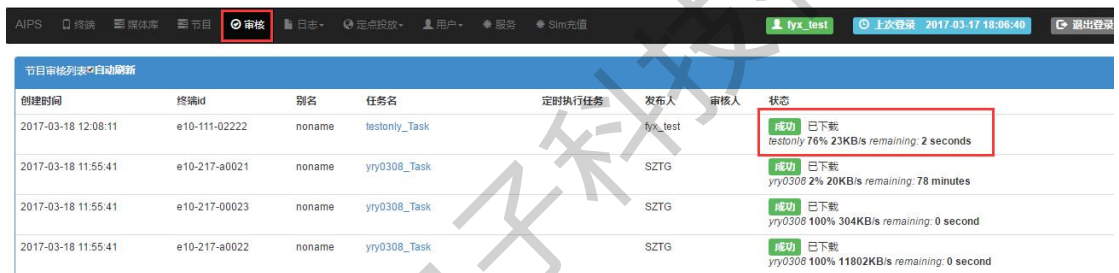 AIPS 终端 媒体库 节目 审核 日志 定点投放 用户 服务 Sim充值 fyx_test 上次登录 2017-03-17 18:06:40 退出登录
节目审核列表 自动刷新
创建时间 终端id 别名 任务名 定时执行任务 发布人 审核人 状态
2017-03-18 12:08:11 e10-111-02222 noname testonly_Task fyx_test 成功 已下载
testonly 76% 23KB/s remaining: 2 seconds
2017-03-18 11:55:41 e10-217-a0021 noname yry0308_Task SZTG 成功 已下载
yry0308 2% 20KB/s remaining: 78 minutes
2017-03-18 11:55:41 e10-217-00023 noname yry0308_Task SZTG 成功 已下载
yry0308 100% 304KB/s remaining: 0 second
2017-03-18 11:55:41 e10-217-a0022 noname yry0308_Task SZTG 成功 已下载
yry0308 100% 11802KB/s remaining: 0 second
子科技